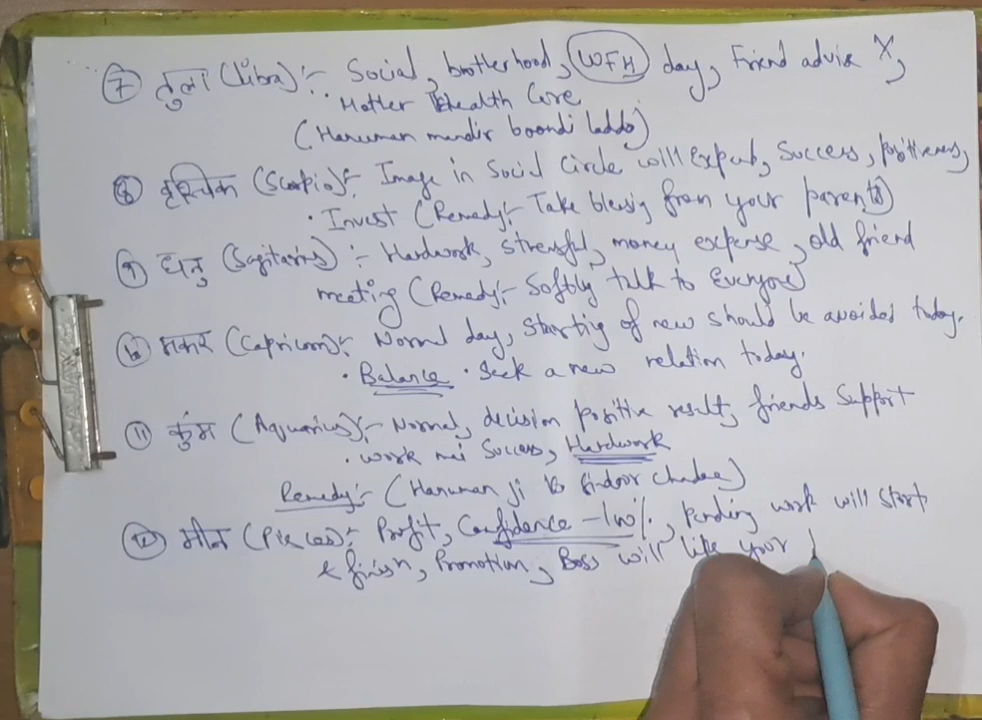 7 तुला (Libra) :- Social, brotherhood, WFH day, Friend advise X,
Mother Health Care
(Hanuman mandir boondi laddo)
8 वृश्चिक (Scorpio) :- Image in Social Circle will Expand, Success, positiveness,
• Invest (Remedy :- Take blessing from your parents)
9 धनु (Sagitarius) :- Hardwork, stressful, money expense, old friend
meeting (Remedy :- Softly talk to Everyone)
10 मकर (Capricorn) :- Normal day, Starting of new should be avoided today.
• Balance • Seek a new relation today.
11 कुंभ (Aquarius) :- Normal, decision positive result, friends Support
• work mei Success, Hardwork
Remedy :- (Hanuman ji ko Sindoor Chadae)
12 मीन (Pisces) :- Profit, Confidence - 100%, Pending work will start
& finish, Promotion, Boss will like your
BAJAJ